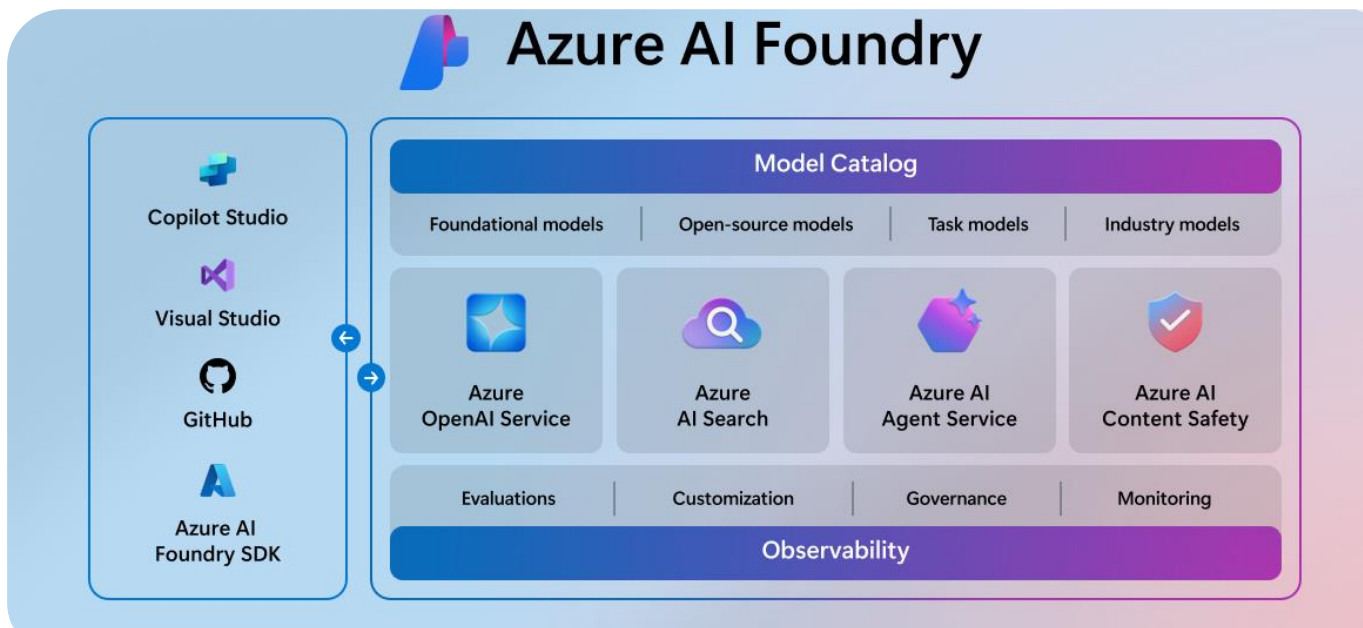 Azure AI Foundry
Copilot Studio
Visual Studio
GitHub
Azure AI
Foundry SDK
Model Catalog
Foundational models
Open-source models
Task models
Industry models
Azure
OpenAI Service
Azure
AI Search
Azure AI
Agent Service
Azure AI
Content Safety
Evaluations
Customization
Governance
Monitoring
Observability